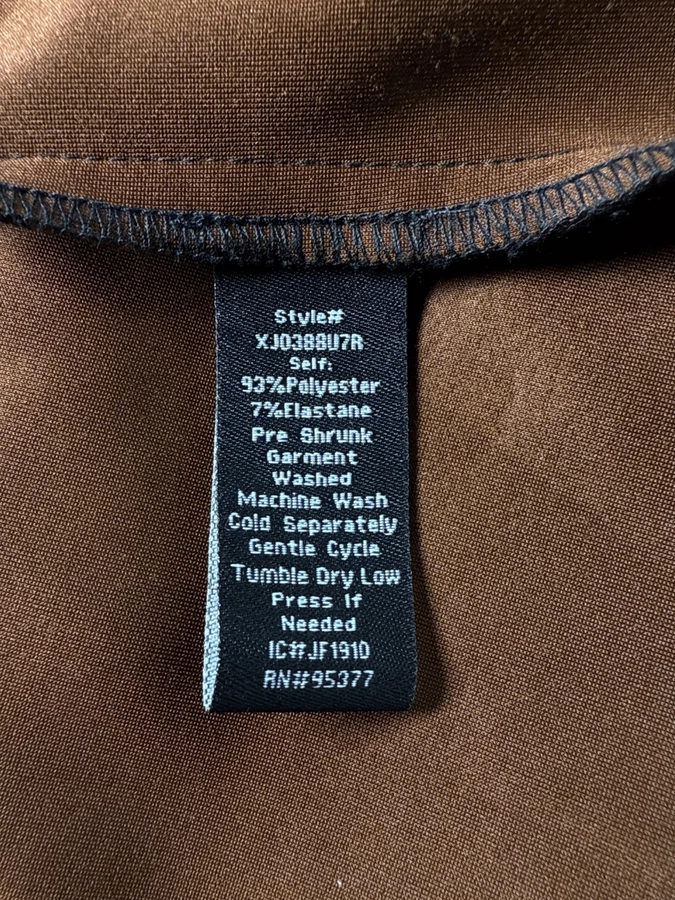 Style#
XJ0388U7R
Self:
93%Polyester
7%Elastane
Pre Shrunk
Garment
Washed
Machine Wash
Cold Separately
Gentle Cycle
Tumble Dry Low
Press If
Needed
IC#JF1910
RN#95377